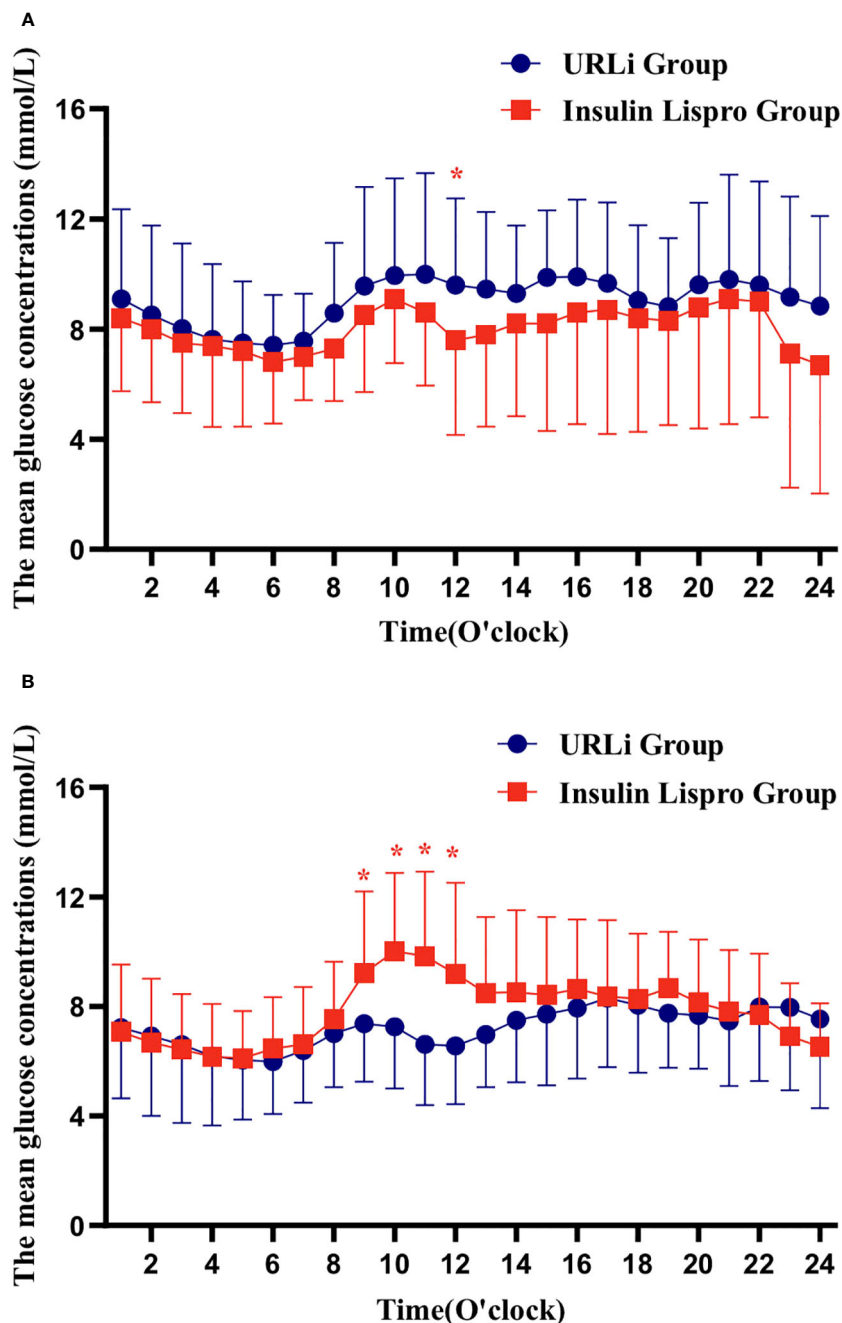 A
The mean glucose concentrations (mmol/L)
URLi Group
Insulin Lispro Group
16
12
8
4
0
*
2 4 6 8 10 12 14 16 18 20 22 24
Time(O'clock)
B
The mean glucose concentrations (mmol/L)
URLi Group
Insulin Lispro Group
16
12
8
4
0
* * * *
2 4 6 8 10 12 14 16 18 20 22 24
Time(O'clock)